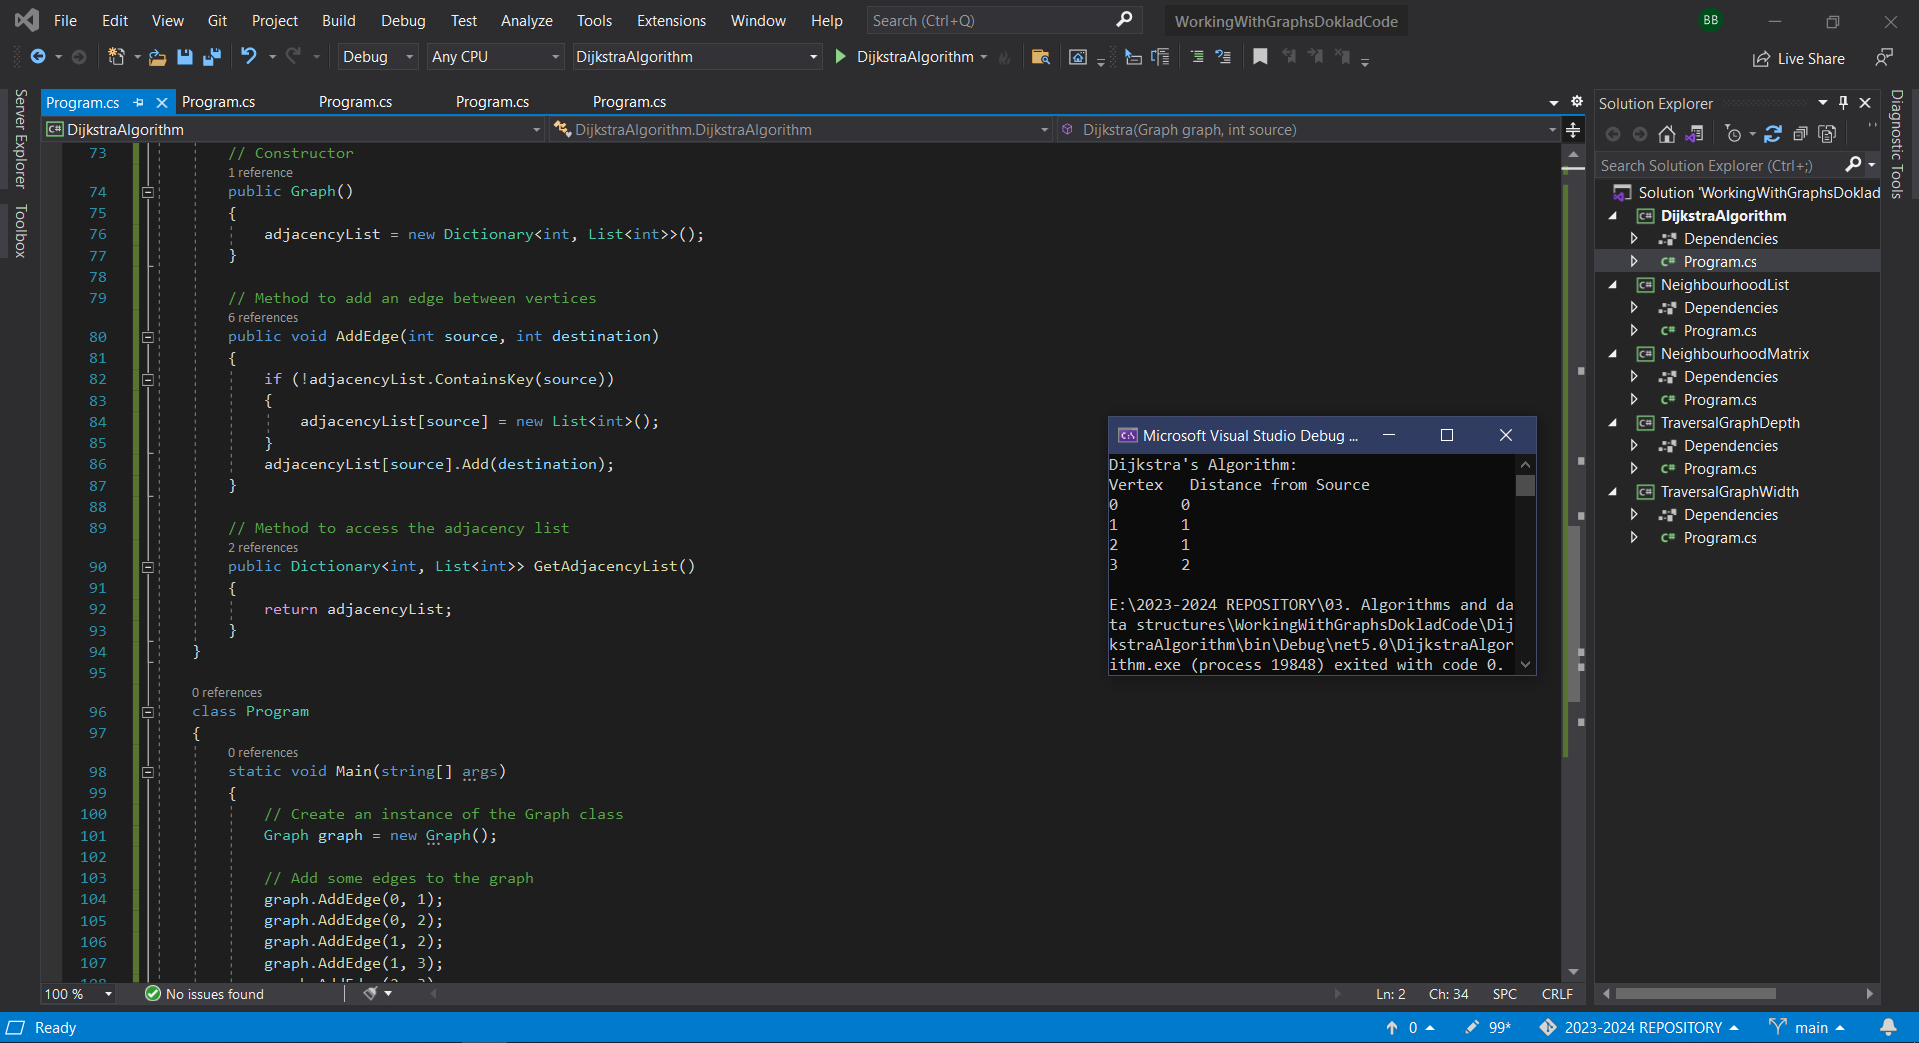 File Edit View Git Project Build Debug Test Analyze Tools Extensions Window Help Search (Ctrl+Q) WorkingWithGraphsDokladCode BB
Debug Any CPU DijkstraAlgorithm DijkstraAlgorithm Live Share
Server Explorer
Toolbox
Program.cs Program.cs Program.cs Program.cs Program.cs
C# DijkstraAlgorithm DijkstraAlgorithm.DijkstraAlgorithm Dijkstra(Graph graph, int source)
73 // Constructor
1 reference
74 public Graph()
75 {
76 adjacencyList = new Dictionary<int, List<int>>();
77 }
78
79 // Method to add an edge between vertices
6 references
80 public void AddEdge(int source, int destination)
81 {
82 if (!adjacencyList.ContainsKey(source))
83 {
84 adjacencyList[source] = new List<int>();
85 }
86 adjacencyList[source].Add(destination);
87 }
88
89 // Method to access the adjacency list
2 references
90 public Dictionary<int, List<int>> GetAdjacencyList()
91 {
92 return adjacencyList;
93 }
94 }
95
0 references
96 class Program
97 {
0 references
98 static void Main(string[] args)
99 {
100 // Create an instance of the Graph class
101 Graph graph = new Graph();
102
103 // Add some edges to the graph
104 graph.AddEdge(0, 1);
105 graph.AddEdge(0, 2);
106 graph.AddEdge(1, 2);
107 graph.AddEdge(1, 3);
C:\ Microsoft Visual Studio Debug ...
Dijkstra's Algorithm:
Vertex Distance from Source
0 0
1 1
2 1
3 2
E:\2023-2024 REPOSITORY\03. Algorithms and da
ta structures\WorkingWithGraphsDokladCode\Dij
kstraAlgorithm\bin\Debug\net5.0\DijkstraAlgor
ithm.exe (process 19848) exited with code 0.
Solution Explorer
Search Solution Explorer (Ctrl+;)
Solution 'WorkingWithGraphsDoklad
C# DijkstraAlgorithm
Dependencies
C# Program.cs
C# NeighbourhoodList
Dependencies
C# Program.cs
C# NeighbourhoodMatrix
Dependencies
C# Program.cs
C# TraversalGraphDepth
Dependencies
C# Program.cs
C# TraversalGraphWidth
Dependencies
C# Program.cs
Diagnostic Tools
100 % No issues found Ln: 2 Ch: 34 SPC CRLF
Ready 0 99* 2023-2024 REPOSITORY main